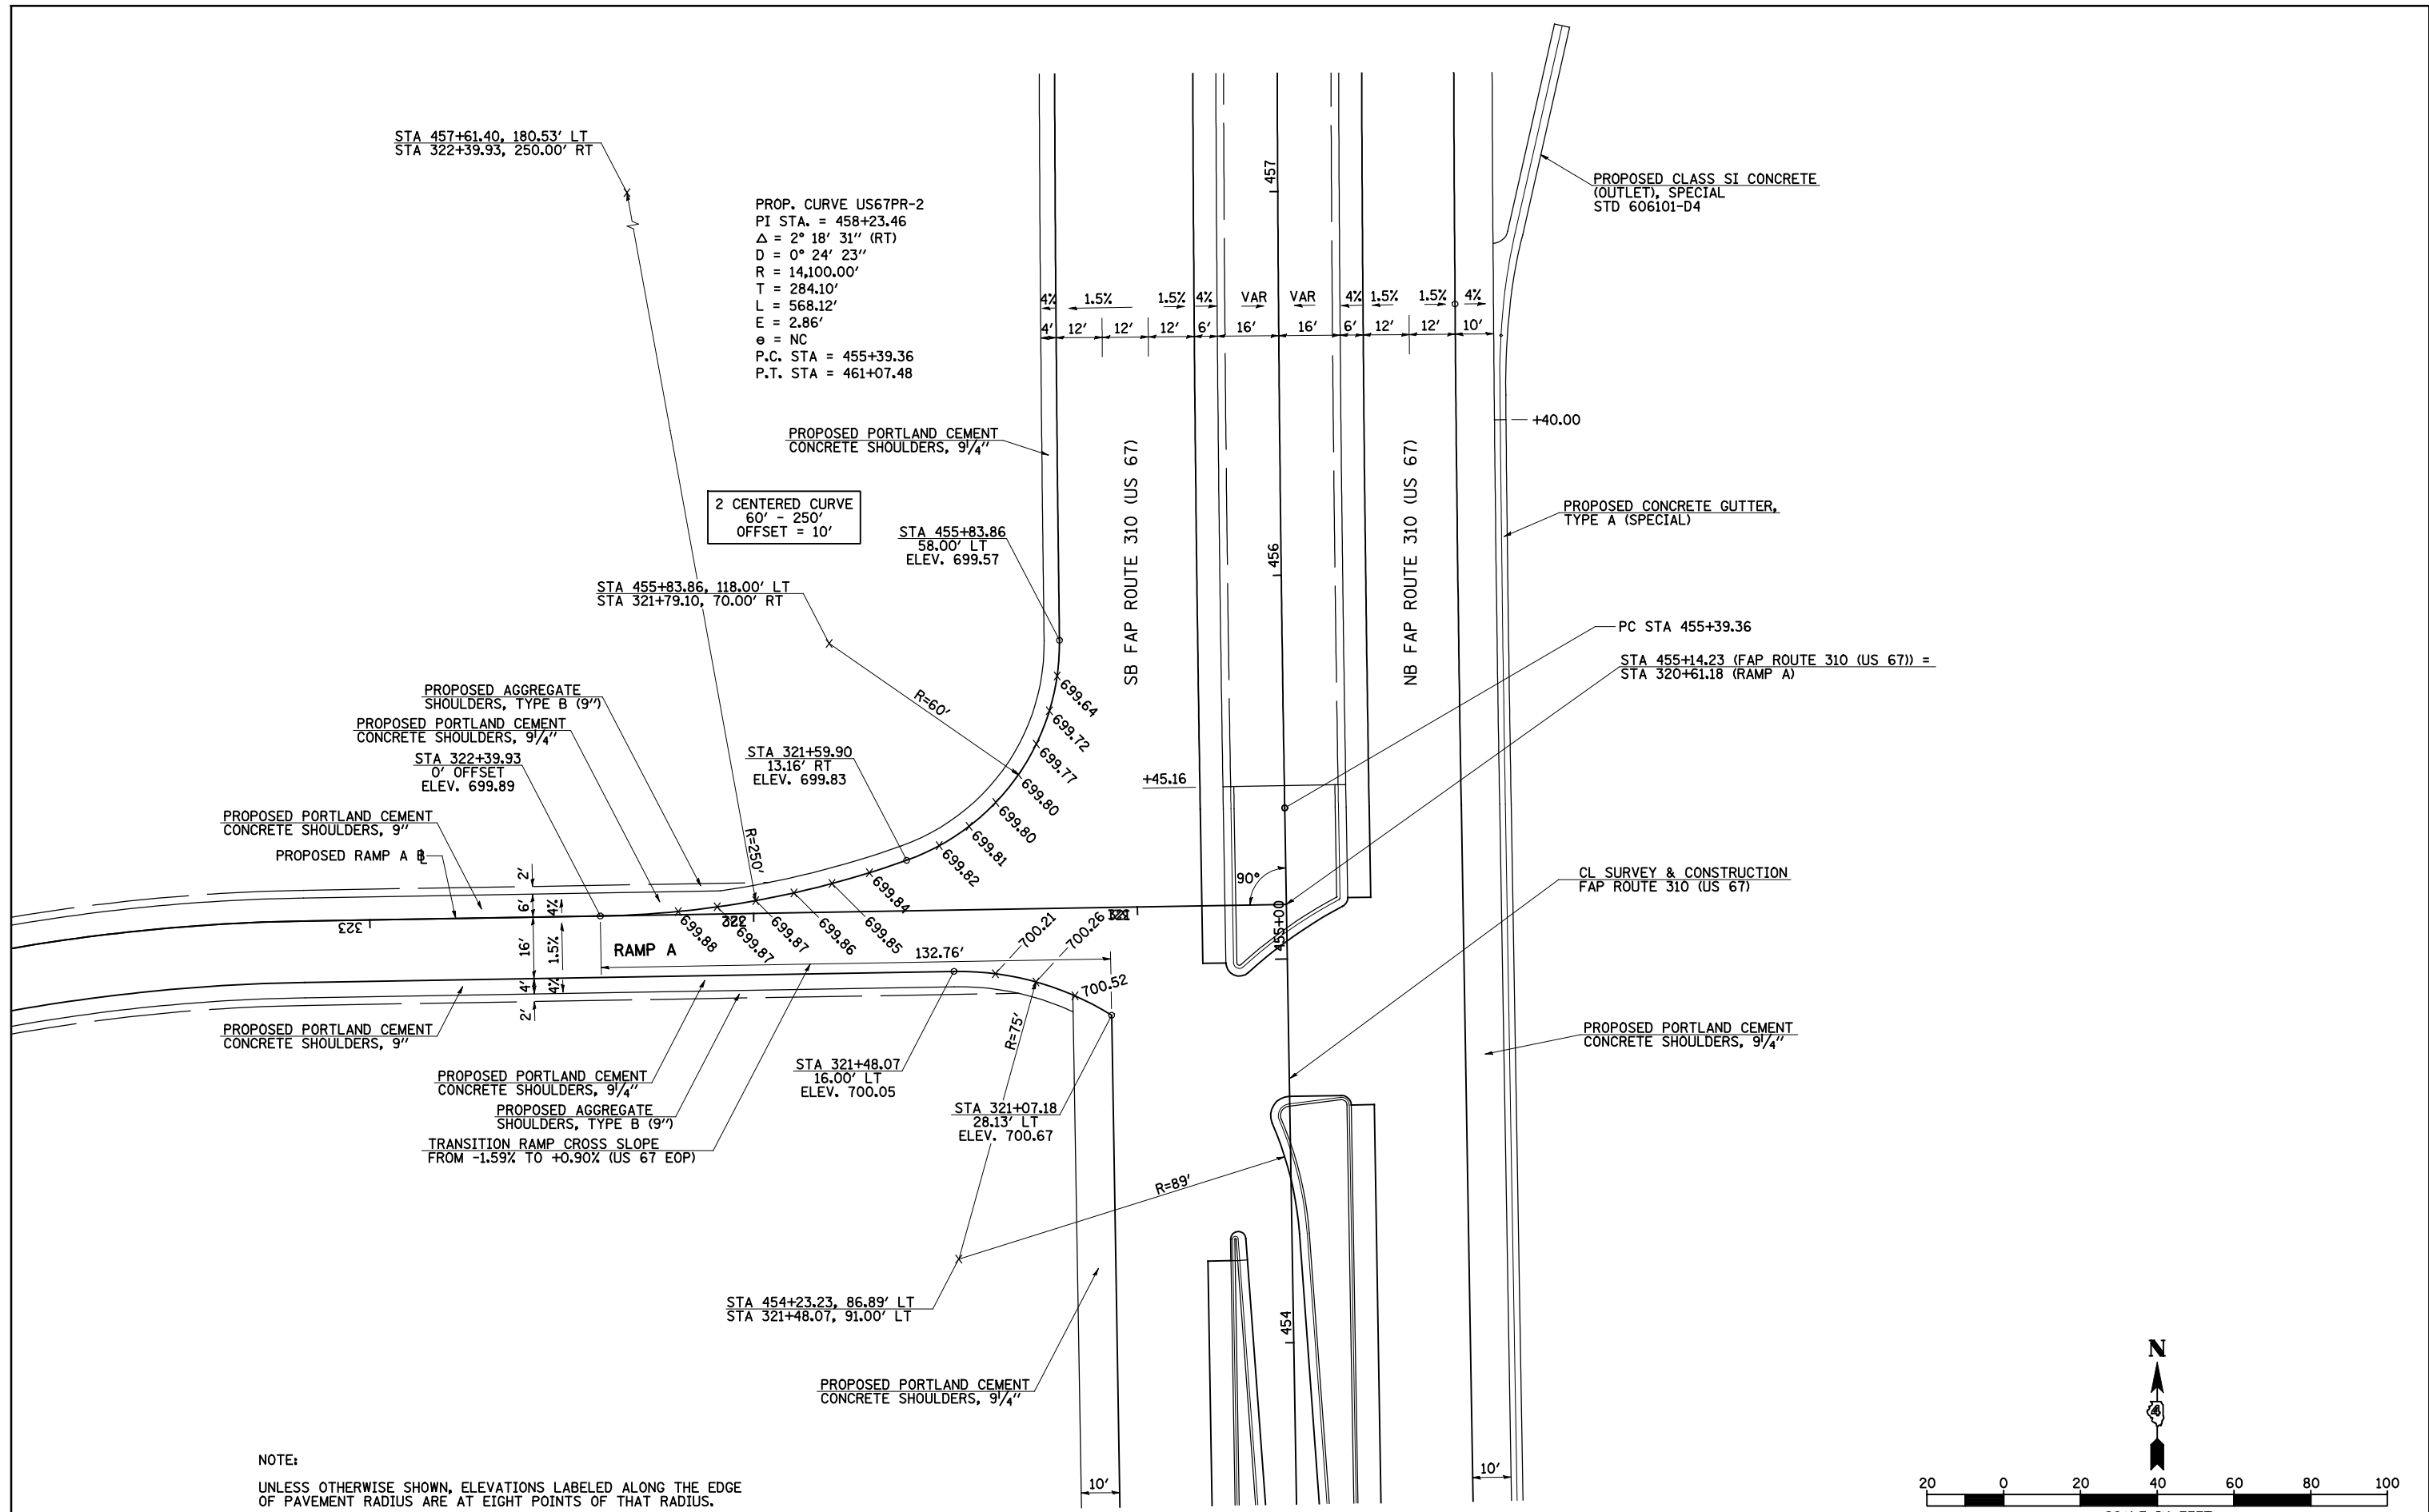 STA 457+61.40, 180.53' LT
STA 322+39.93, 250.00' RT
PROP. CURVE US67PR-2
PI STA. = 458+23.46
Δ = 2° 18' 31" (RT)
D = 0° 24' 23"
R = 14,100.00'
T = 284.10'
L = 568.12'
E = 2.86'
e = NC
P.C. STA = 455+39.36
P.T. STA = 461+07.48
457
PROPOSED CLASS SI CONCRETE
(OUTLET), SPECIAL
STD 606101-D4
4% 1.5% 1.5% 4% VAR VAR 4% 1.5% 1.5% 4%
4' 12' 12' 12' 6' 16' 16' 6' 12' 12' 10'
+40.00
PROPOSED PORTLAND CEMENT
CONCRETE SHOULDERS, 9 1/4"
SB FAP ROUTE 310 (US 67)
NB FAP ROUTE 310 (US 67)
2 CENTERED CURVE
60' - 250'
OFFSET = 10'
STA 455+83.86
58.00' LT
ELEV. 699.57
456
PROPOSED CONCRETE GUTTER,
TYPE A (SPECIAL)
STA 455+83.86, 118.00' LT
STA 321+79.10, 70.00' RT
PC STA 455+39.36
STA 455+14.23 (FAP ROUTE 310 (US 67)) =
STA 320+61.18 (RAMP A)
PROPOSED AGGREGATE
SHOULDERS, TYPE B (9")
PROPOSED PORTLAND CEMENT
CONCRETE SHOULDERS, 9 1/4"
R=60'
699.64
699.72
699.77
699.80
699.80
699.81
699.82
699.84
699.85
699.86
699.87
699.87
699.88
STA 322+39.93
0' OFFSET
ELEV. 699.89
STA 321+59.90
13.16' RT
ELEV. 699.83
+45.16
R=250'
PROPOSED PORTLAND CEMENT
CONCRETE SHOULDERS, 9"
PROPOSED RAMP A ℄
90°
CL SURVEY & CONSTRUCTION
FAP ROUTE 310 (US 67)
2'
6'
4%
16'
1.5%
4'
4%
2'
323
322
321
455+00
RAMP A
132.76'
700.21
700.26
700.52
PROPOSED PORTLAND CEMENT
CONCRETE SHOULDERS, 9"
PROPOSED PORTLAND CEMENT
CONCRETE SHOULDERS, 9 1/4"
R=75'
STA 321+48.07
16.00' LT
ELEV. 700.05
PROPOSED PORTLAND CEMENT
CONCRETE SHOULDERS, 9 1/4"
PROPOSED AGGREGATE
SHOULDERS, TYPE B (9")
TRANSITION RAMP CROSS SLOPE
FROM -1.59% TO +0.90% (US 67 EOP)
STA 321+07.18
28.13' LT
ELEV. 700.67
R=89'
STA 454+23.23, 86.89' LT
STA 321+48.07, 91.00' LT
454
PROPOSED PORTLAND CEMENT
CONCRETE SHOULDERS, 9 1/4"
NOTE:
UNLESS OTHERWISE SHOWN, ELEVATIONS LABELED ALONG THE EDGE
OF PAVEMENT RADIUS ARE AT EIGHT POINTS OF THAT RADIUS.
10'
10'
N
4
20 0 20 40 60 80 100